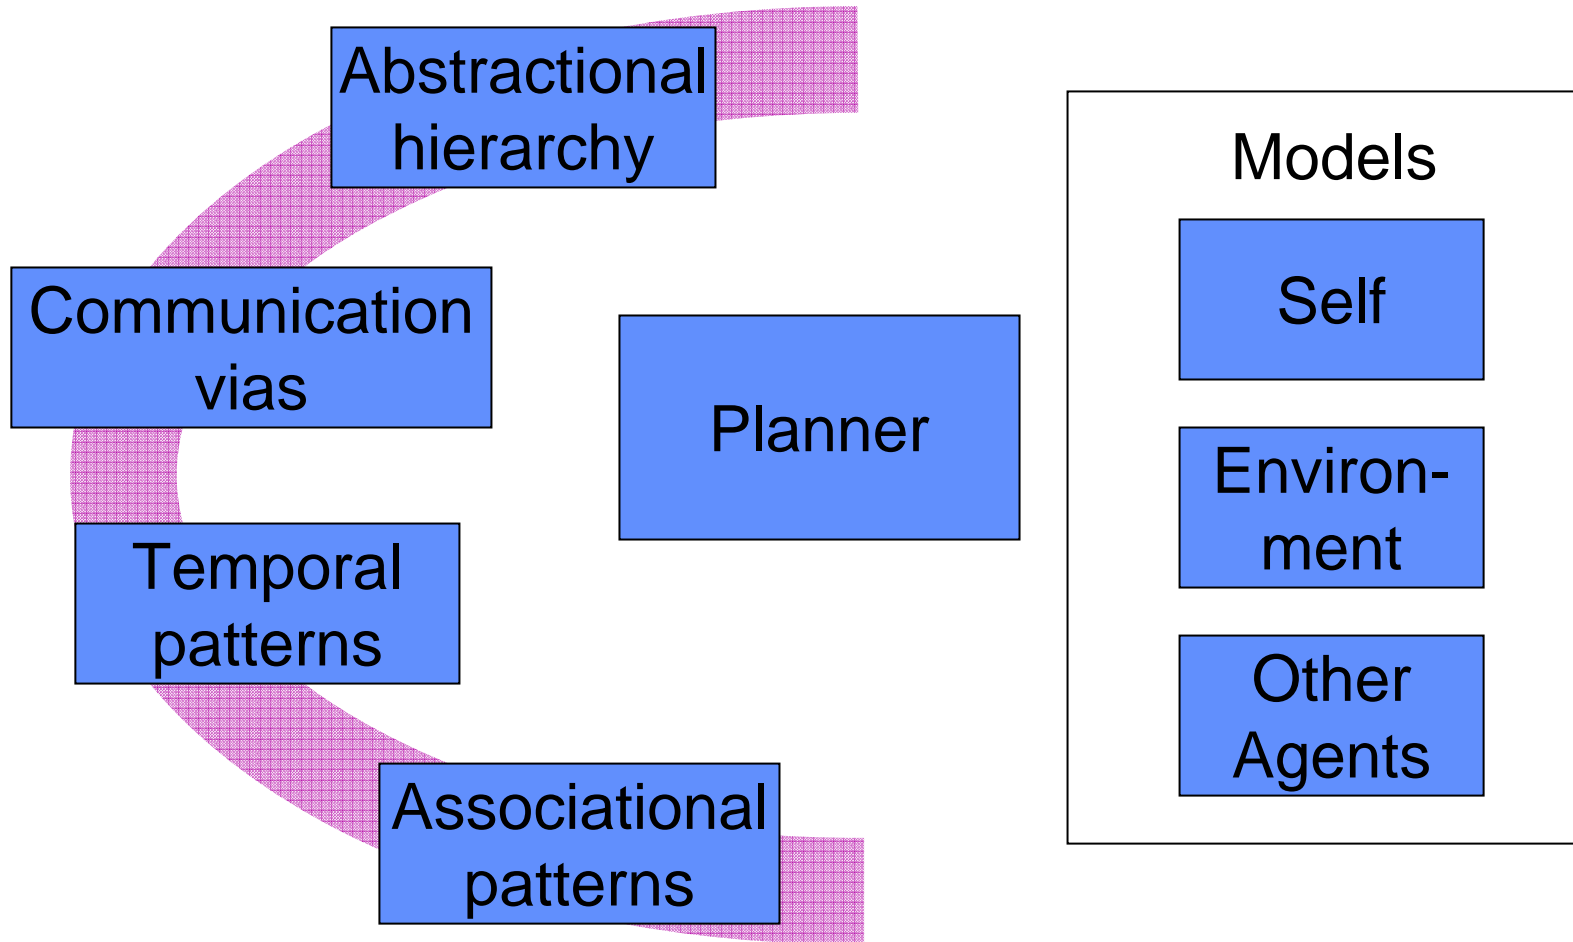 Abstractional
hierarchy
Communication
vias
Temporal
patterns
Associational
patterns
Planner
Models
Self
Environ-
ment
Other
Agents